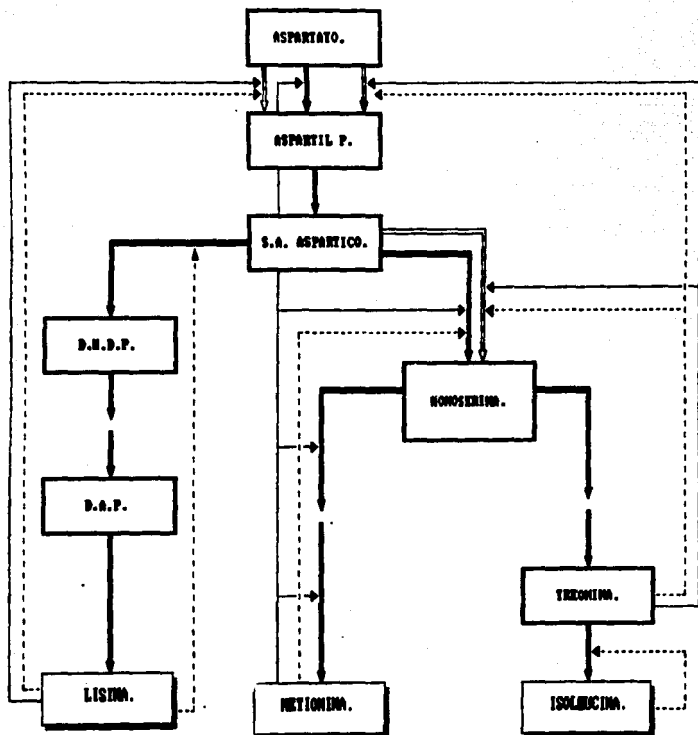 ASPARTATO.
ASPARTIL P.
S.A. ASPARTICO.
D.H.D.P.
HOMOSERINA.
D.A.P.
TREONINA.
LISINA.
METIONINA.
ISOLEUCINA.